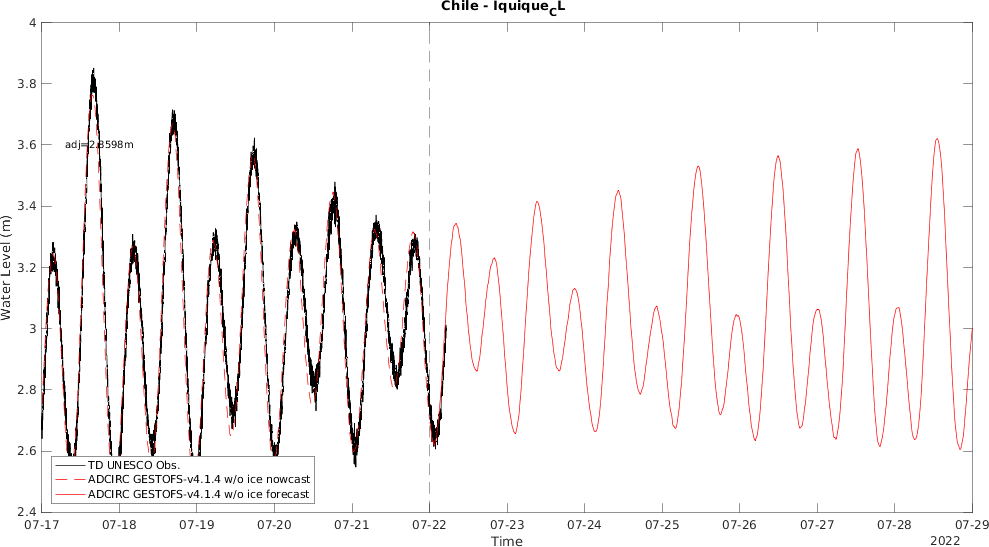 Chile - Iquique_CL
4
3.8
3.6
3.4
3.2
3
2.8
2.6
2.4
Water Level (m)
adj=2.3598m
TD UNESCO Obs.
ADCIRC GESTOFS-v4.1.4 w/o ice nowcast
ADCIRC GESTOFS-v4.1.4 w/o ice forecast
07-17 07-18 07-19 07-20 07-21 07-22 07-23 07-24 07-25 07-26 07-27 07-28 07-29
Time
2022